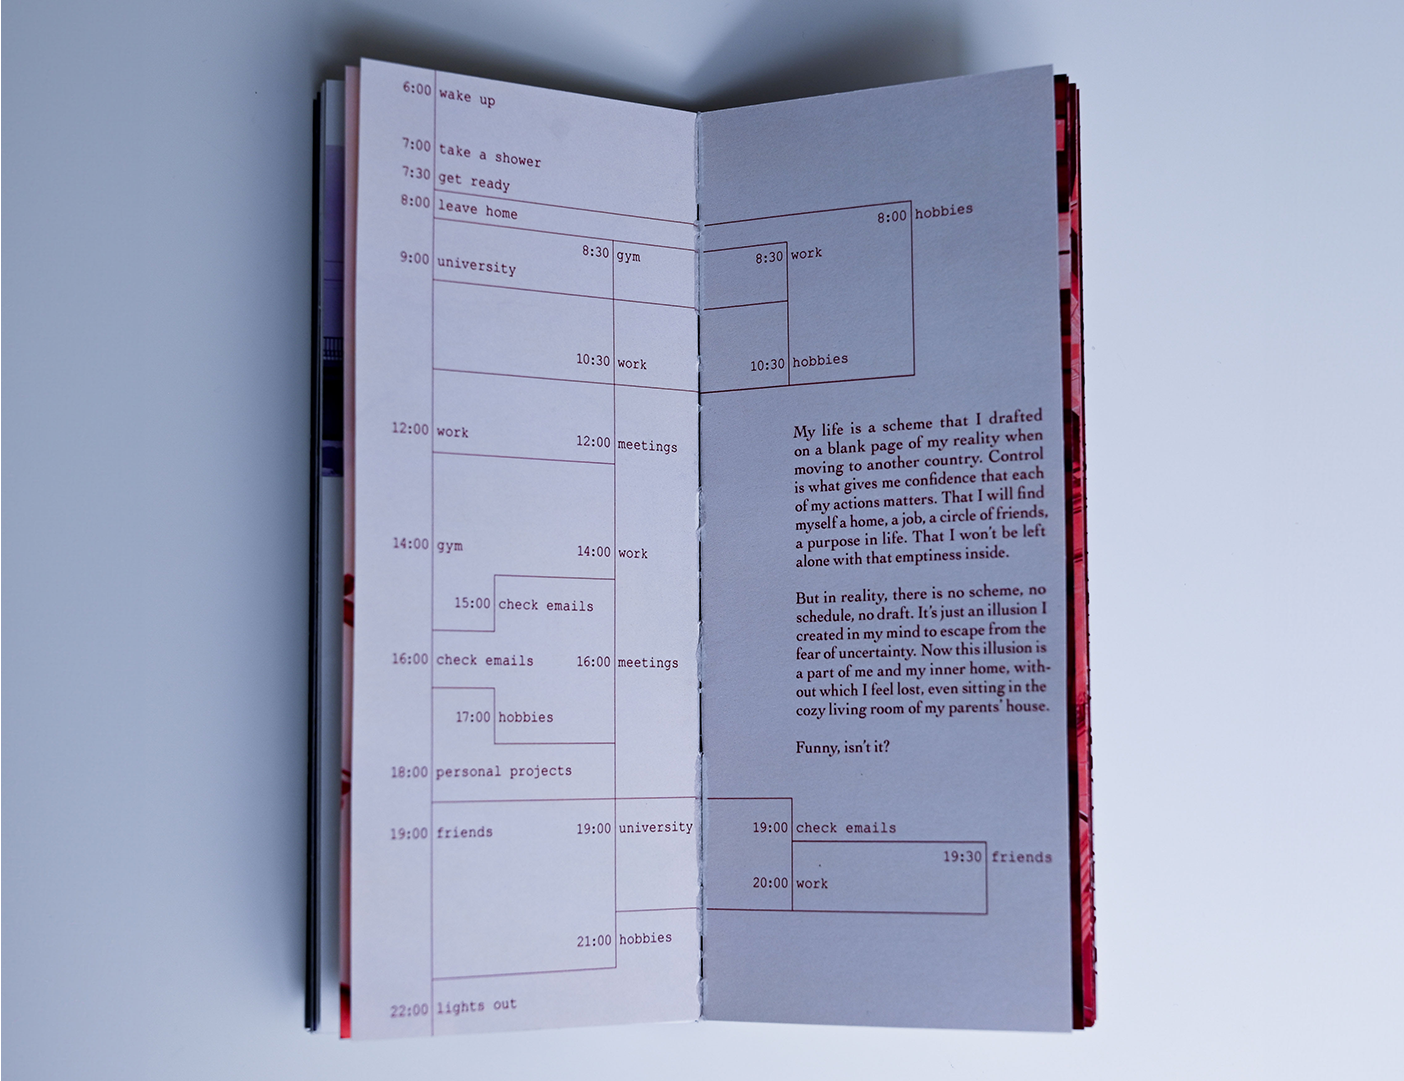 6:00 wake up
7:00 take a shower
7:30 get ready
8:00 leave home
8:30 gym
9:00 university
10:30 work
12:00 work
12:00 meetings
14:00 gym
14:00 work
15:00 check emails
16:00 check emails
16:00 meetings
17:00 hobbies
18:00 personal projects
19:00 friends
19:00 university
21:00 hobbies
22:00 lights out
8:00 hobbies
8:30 work
10:30 hobbies
My life is a scheme that I drafted
on a blank page of my reality when
moving to another country. Control
is what gives me confidence that each
of my actions matters. That I will find
myself a home, a job, a circle of friends,
a purpose in life. That I won't be left
alone with that emptiness inside.
But in reality, there is no scheme, no
schedule, no draft. It's just an illusion I
created in my mind to escape from the
fear of uncertainty. Now this illusion is
a part of me and my inner home, with-
out which I feel lost, even sitting in the
cozy living room of my parents' house.
Funny, isn't it?
19:00 check emails
19:30 friends
20:00 work